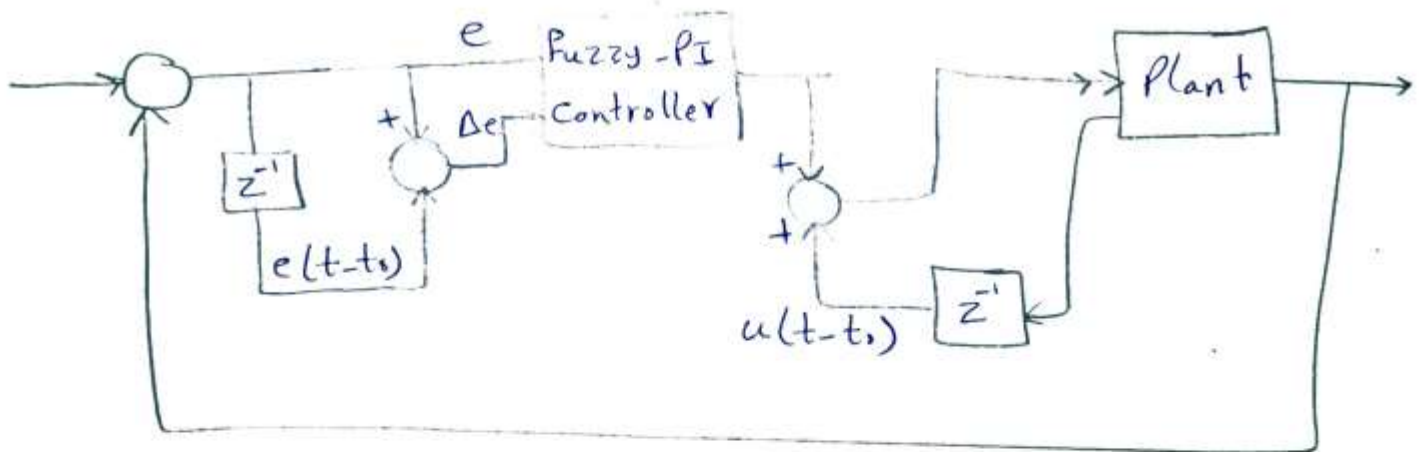 e
Fuzzy-PI
Controller
Plant
+
Δe
z⁻¹
e(t-ts)
+
+
z⁻¹
u(t-ts)